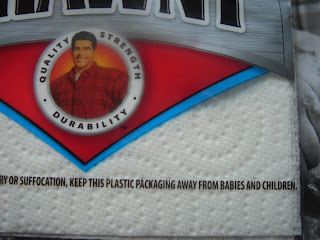 QUALITY · STRENGTH · DURABILITY ·
RY OR SUFFOCATION, KEEP THIS PLASTIC PACKAGING AWAY FROM BABIES AND CHILDREN.